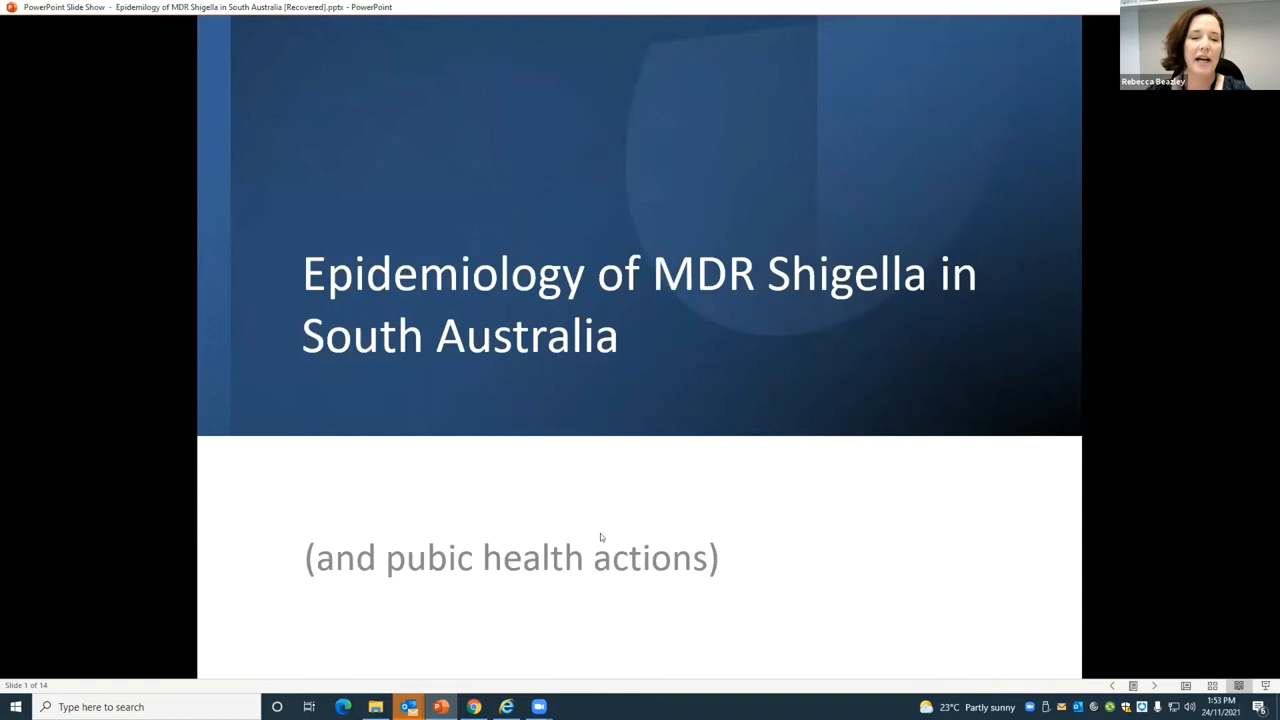 PowerPoint Slide Show - Epidemilogy of MDR Shigella in South Australia [Recovered].pptx - PowerPoint
Rebecca Beazley
Epidemiology of MDR Shigella in
South Australia
(and pubic health actions)
Slide 1 of 14
Type here to search
23°C Partly sunny
1:53 PM
24/11/2021